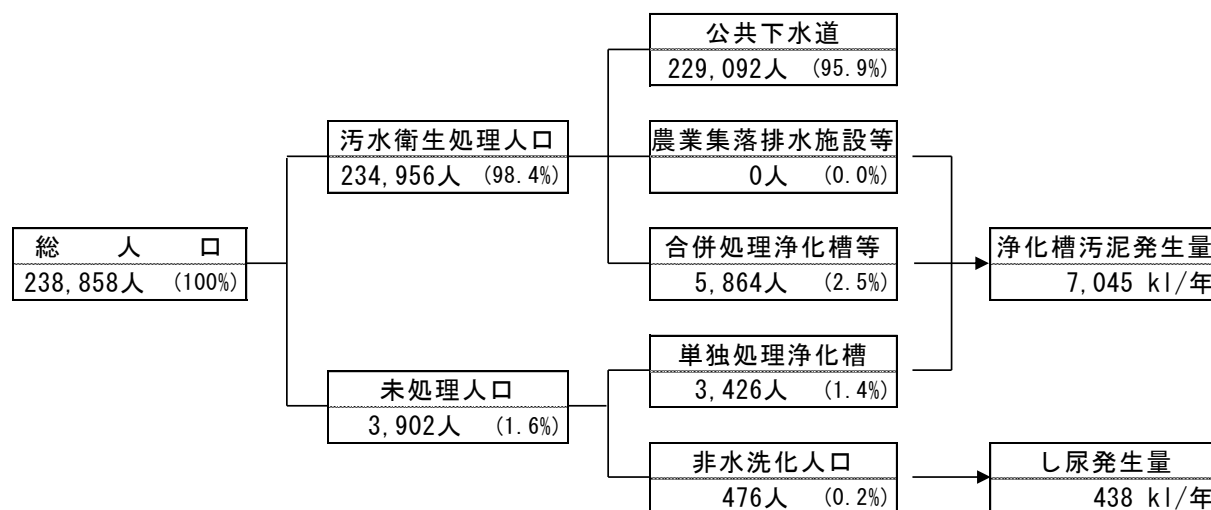 公共下水道
229,092人 (95.9%)
汚水衛生処理人口
234,956人 (98.4%)
農業集落排水施設等
0人 (0.0%)
総人口
238,858人 (100%)
合併処理浄化槽等
5,864人 (2.5%)
浄化槽汚泥発生量
7,045 kl/年
未処理人口
3,902人 (1.6%)
単独処理浄化槽
3,426人 (1.4%)
非水洗化人口
476人 (0.2%)
し尿発生量
438 kl/年